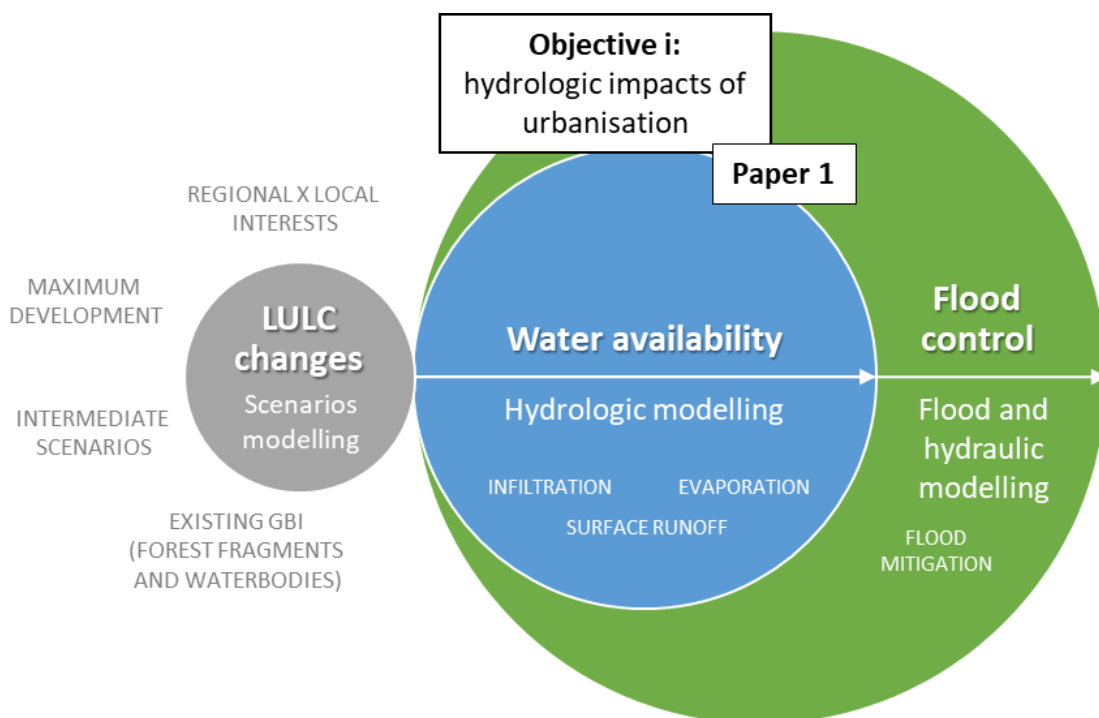 Objective i:
hydrologic impacts of
urbanisation
Paper 1
REGIONAL X LOCAL
INTERESTS
MAXIMUM
DEVELOPMENT
INTERMEDIATE
SCENARIOS
EXISTING GBI
(FOREST FRAGMENTS
AND WATERBODIES)
LULC
changes
Scenarios
modelling
Water availability
Hydrologic modelling
INFILTRATION
EVAPORATION
SURFACE RUNOFF
Flood
control
Flood and
hydraulic
modelling
FLOOD
MITIGATION